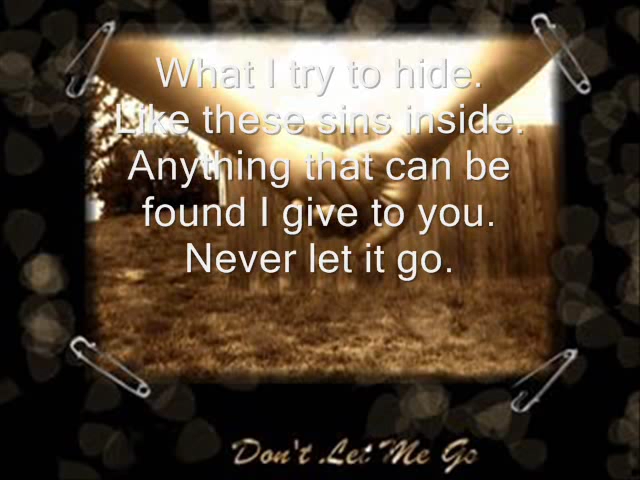 What I try to hide.
Like these sins inside.
Anything that can be
found I give to you.
Never let it go.
Don't Let Me Go